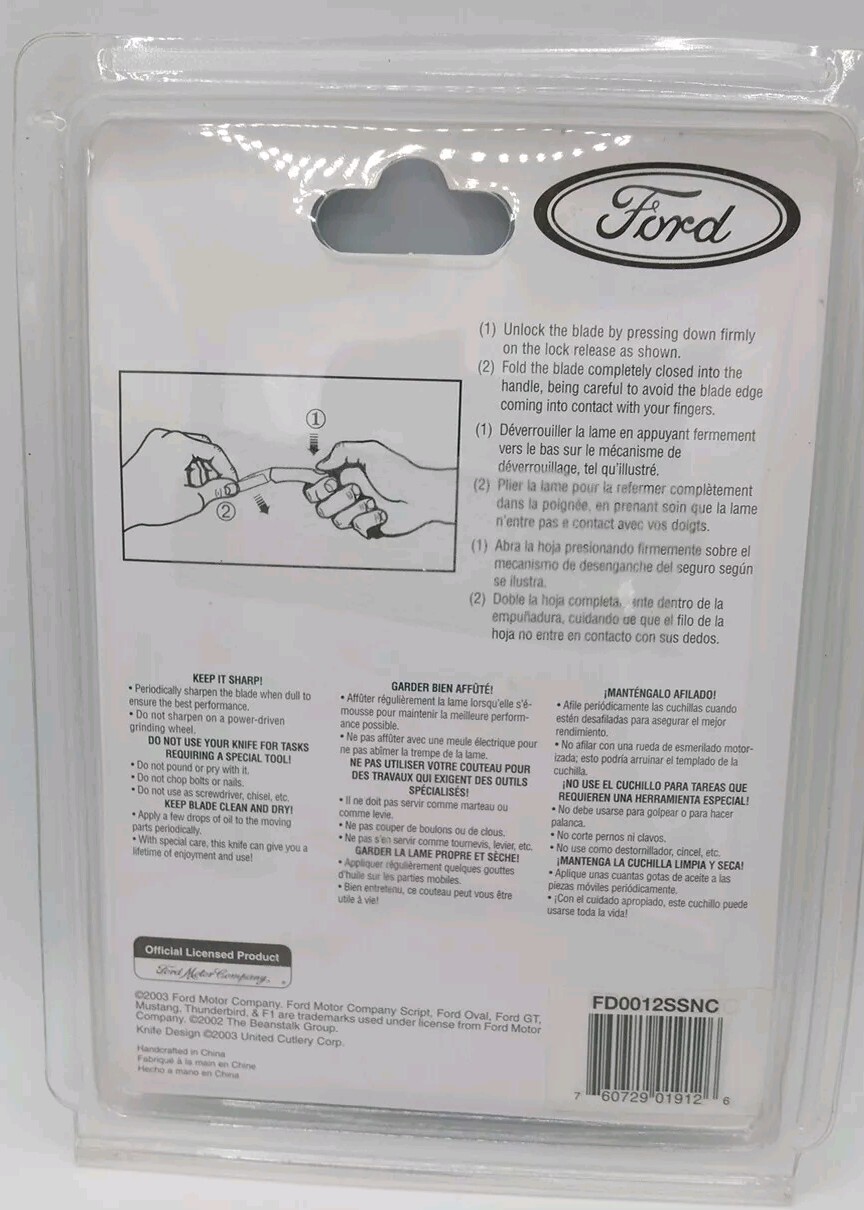 Ford
(1) Unlock the blade by pressing down firmly
on the lock release as shown.
(2) Fold the blade completely closed into the
handle, being careful to avoid the blade edge
coming into contact with your fingers.
(1) Déverrouiller la lame en appuyant fermement
vers le bas sur le mécanisme de
déverrouillage, tel qu'illustré.
(2) Plier la lame pour la refermer complètement
dans la poignée, en prenant soin que la lame
n'entre pas e contact avec vos doigts.
(1) Abra la hoja presionando firmemente sobre el
mecanismo de desenganche del seguro según
se ilustra.
(2) Doble la hoja dentro de la
empuñadura, cuidando de que el filo de la
hoja no entre en contacto con sus dedos.
①
②
KEEP IT SHARP!
• Periodically sharpen the blade when dull to
ensure the best performance.
• Do not sharpen on a power-driven
grinding wheel.
DO NOT USE YOUR KNIFE FOR TASKS
REQUIRING A SPECIAL TOOL!
• Do not pound or pry with it.
• Do not chop bolts or nails.
• Do not use as screwdriver, chisel, etc.
KEEP BLADE CLEAN AND DRY!
• Apply a few drops of oil to the moving
parts periodically.
• With special care, this knife can give you a
lifetime of enjoyment and use!
GARDER BIEN AFFÛTÉ!
• Affûter régulièrement la lame lorsqu'elle s'é-
mousse pour maintenir la meilleure perform-
ance possible.
• Ne pas affûter avec une meule électrique pour
ne pas abîmer la trempe de la lame.
NE PAS UTILISER VOTRE COUTEAU POUR
DES TRAVAUX QUI EXIGENT DES OUTILS
SPÉCIALISÉS!
• Il ne doit pas servir comme marteau ou
comme levie.
• Ne pas couper de boulons ou de clous.
• Ne pas s'en servir comme tournevis, levier, etc.
GARDER LA LAME PROPRE ET SÈCHE!
• Appliquer régulièrement quelques gouttes
d'huile sur les parties mobiles.
• Bien entretenu, ce couteau peut vous être
utile à vie!
¡MANTÉNGALO AFILADO!
• Afile periódicamente las cuchillas cuando
estén desafiladas para asegurar el mejor
rendimiento.
• No afilar con una rueda de esmerilado motor-
izada; esto podría arruinar el templado de la
cuchilla.
¡NO USE EL CUCHILLO PARA TAREAS QUE
REQUIEREN UNA HERRAMIENTA ESPECIAL!
• No debe usarse para golpear o para hacer
palanca.
• No corte pernos ni clavos.
• No use como destornillador, cincel, etc.
¡MANTENGA LA CUCHILLA LIMPIA Y SECA!
• Aplique unas cuantas gotas de aceite a las
piezas móviles periódicamente.
• ¡Con el cuidado apropiado, este cuchillo puede
usarse toda la vida!
Official Licensed Product
Ford Motor Company.
©2003 Ford Motor Company. Ford Motor Company Script, Ford Oval, Ford GT,
Mustang, Thunderbird, & F1 are trademarks used under license from Ford Motor
Company. ©2002 The Beanstalk Group.
Knife Design ©2003 United Cutlery Corp.
Handcrafted in China
Fabriqué à la main en Chine
Hecho a mano en China
FD0012SSNC
7 60729 01912 6